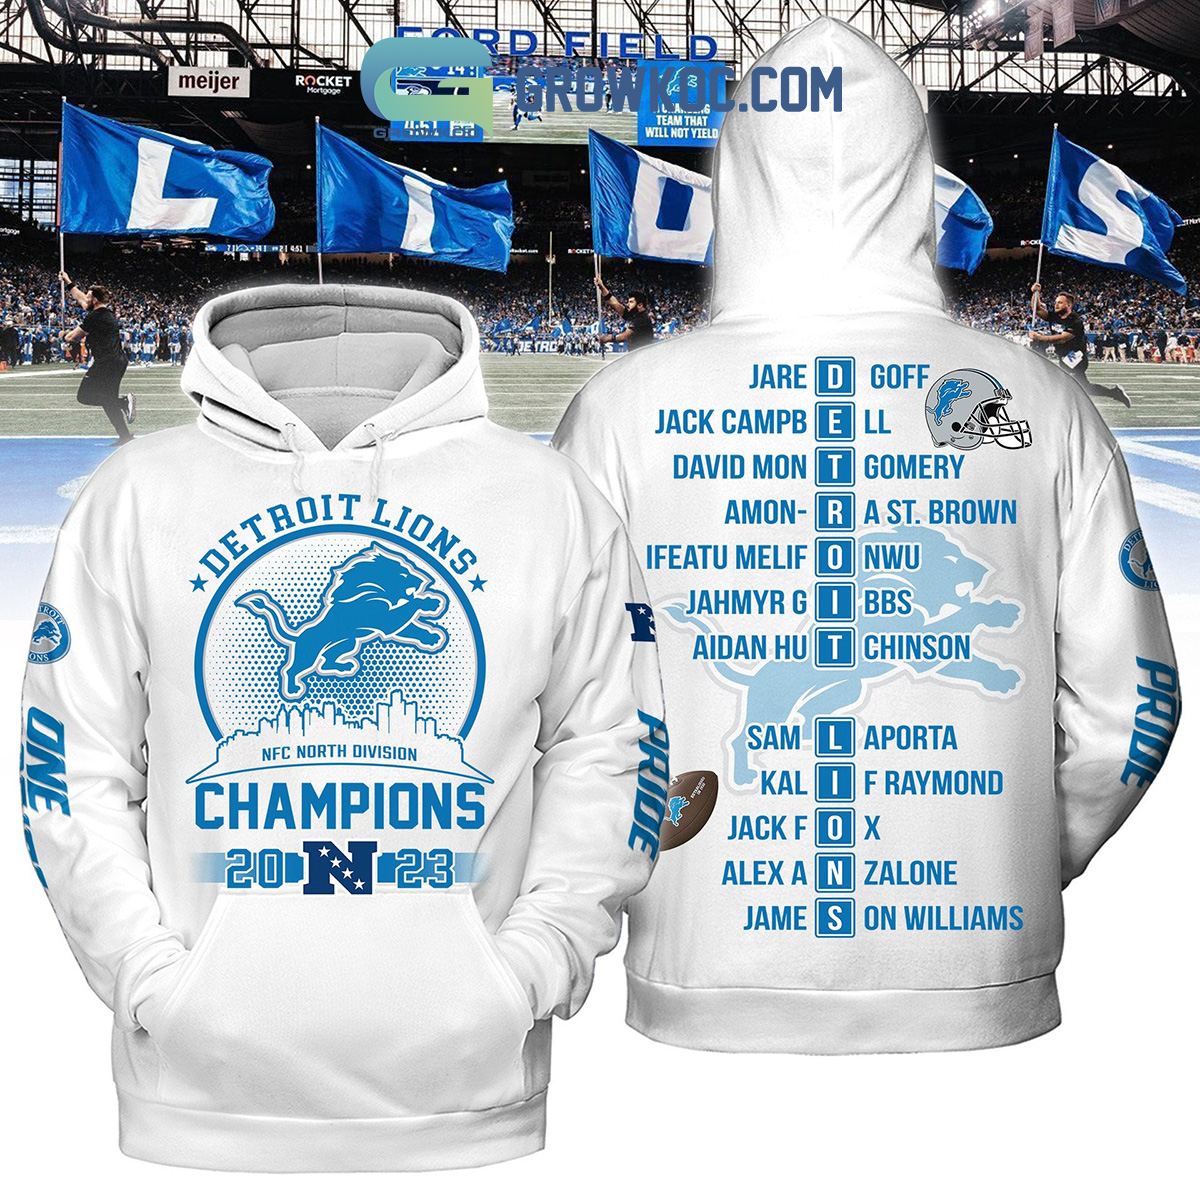 FORD FIELD
GROWKOC.COM
GROWKOC
meijer
ROCKET
Mortgage
TEAM THAT
WILL NOT YIELD
L I O N S
DETROIT LIONS
NFC NORTH DIVISION
CHAMPIONS
20 N 23
ONE
PRIDE
JARE D GOFF
JACK CAMPB E LL
DAVID MON T GOMERY
AMON- R A ST. BROWN
IFEATU MELIF O NWU
JAHMYR G I BBS
AIDAN HU T CHINSON
SAM L APORTA
KAL I F RAYMOND
JACK F O X
ALEX A N ZALONE
JAME S ON WILLIAMS
PRIDE